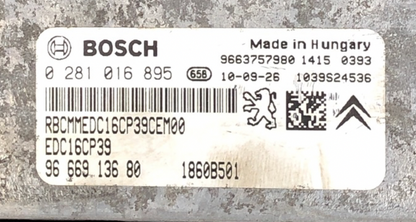 BOSCH Made in Hungary
9663757980 1415 0393
0 281 016 895 658 10-09-26 1039S24536
RBCMMEDC16CP39CEM00
EDC16CP39
96 669 136 80 1860B501